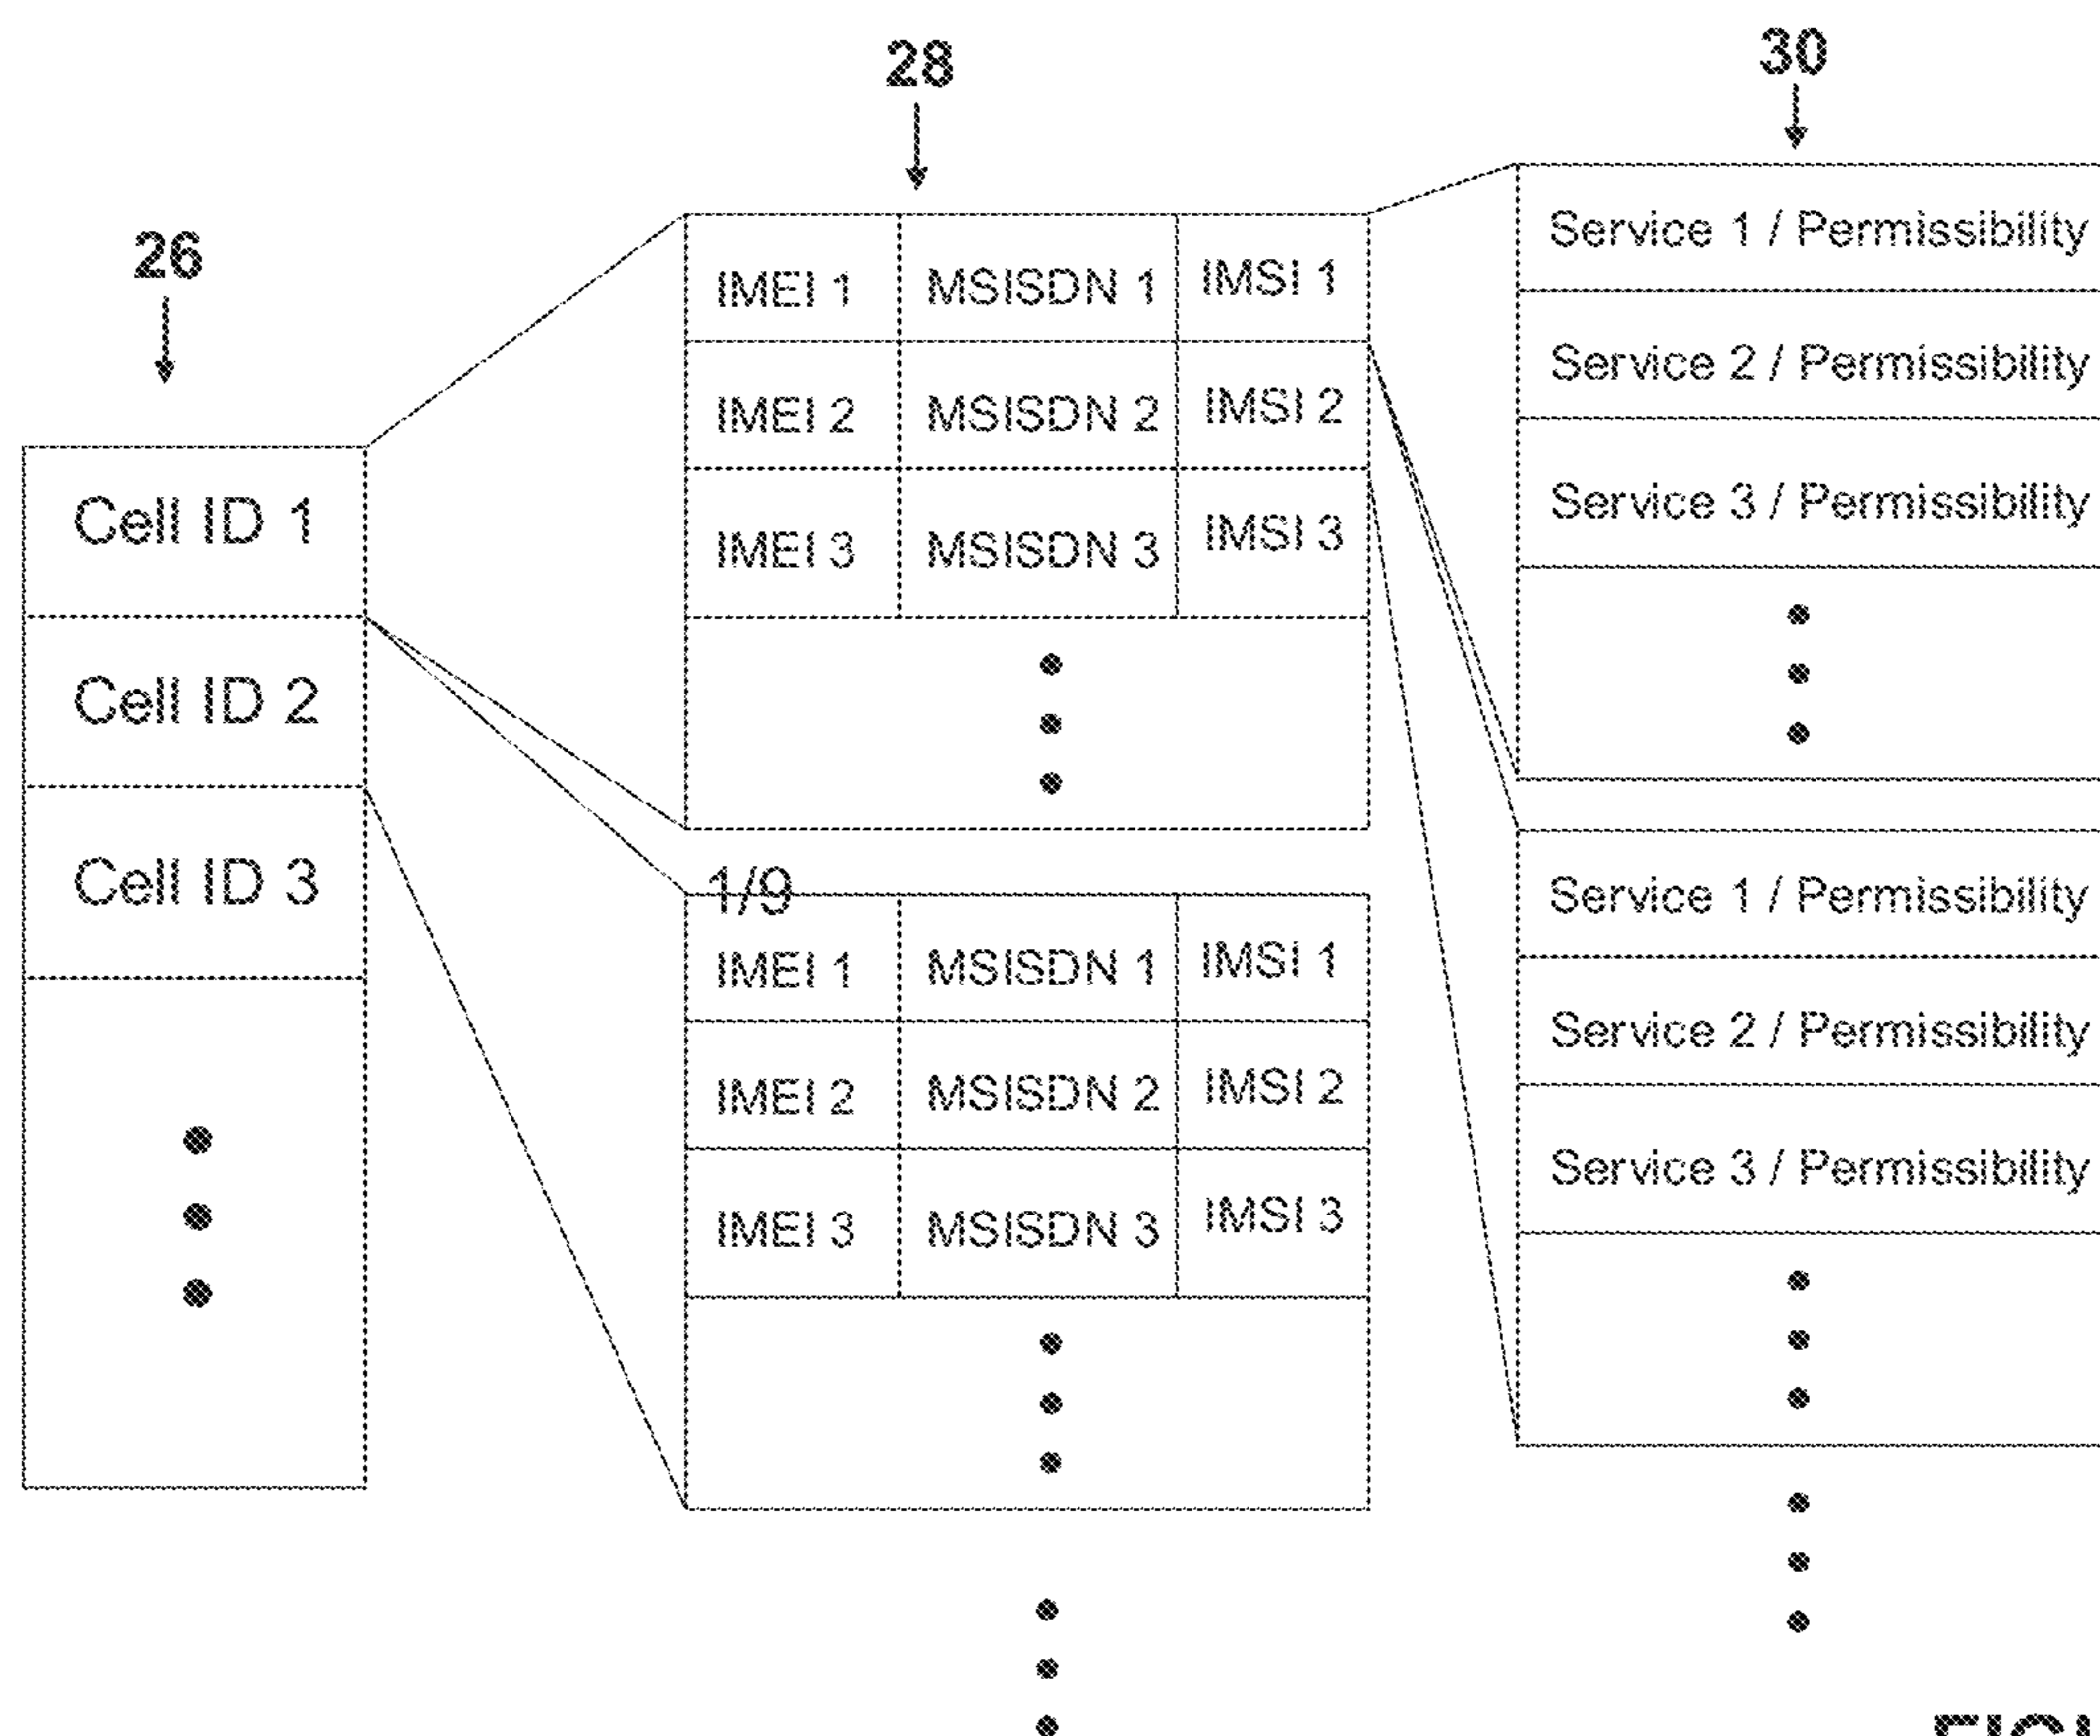 28
30
26
Cell ID 1
Cell ID 2
Cell ID 3
IMEI 1 MSISDN 1 IMSI 1
IMEI 2 MSISDN 2 IMSI 2
IMEI 3 MSISDN 3 IMSI 3
1/9
IMEI 1 MSISDN 1 IMSI 1
IMEI 2 MSISDN 2 IMSI 2
IMEI 3 MSISDN 3 IMSI 3
Service 1 / Permissibility
Service 2 / Permissibility
Service 3 / Permissibility
Service 1 / Permissibility
Service 2 / Permissibility
Service 3 / Permissibility